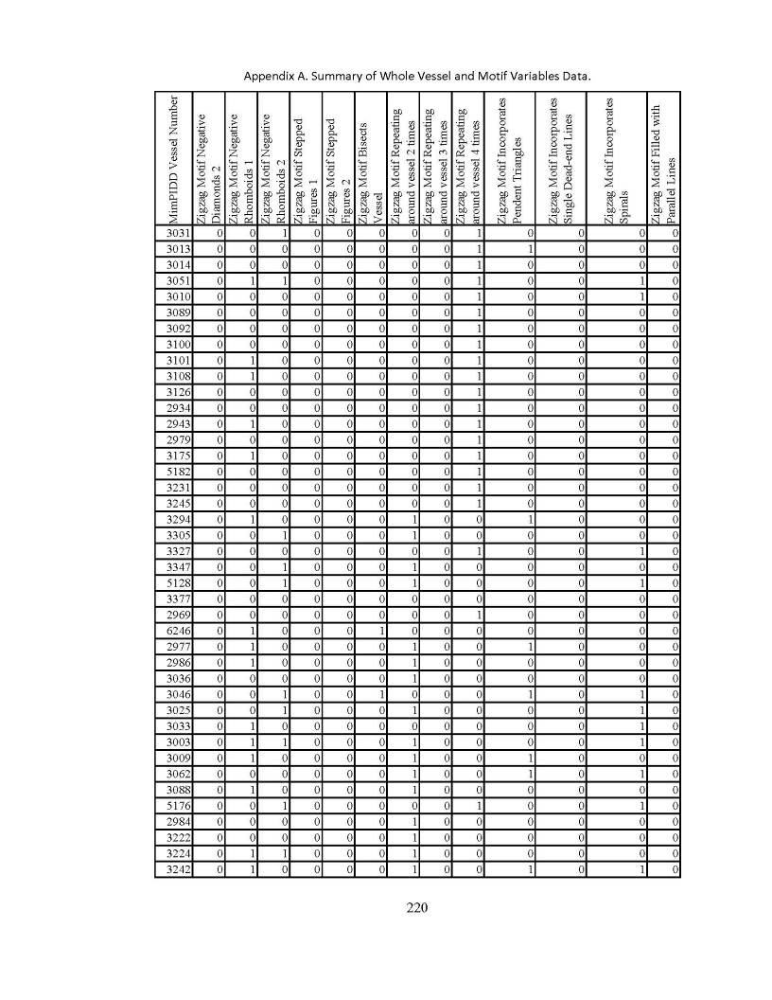 Appendix A. Summary of Whole Vessel and Motif Variables Data.
MimPIDD Vessel Number
Zigzag Motif Negative
Diamonds 2
Zigzag Motif Negative
Rhomboids 1
Zigzag Motif Negative
Rhomboids 2
Zigzag Motif Stepped
Figures 1
Zigzag Motif Stepped
Figures 2
Zigzag Motif Bisects
Vessel
Zigzag Motif Repeating
around vessel 2 times
Zigzag Motif Repeating
around vessel 3 times
Zigzag Motif Repeating
around vessel 4 times
Zigzag Motif Incorporates
Pendent Triangles
Zigzag Motif Incorporates
Single Dead-end Lines
Zigzag Motif Incorporates
Spirals
Zigzag Motif Filled with
Parallel Lines
3031 0 0 1 0 0 0 0 0 1 0 0 0 0
3013 0 0 0 0 0 0 0 0 1 1 0 0 0
3014 0 0 0 0 0 0 0 0 1 0 0 0 0
3051 0 1 1 0 0 0 0 0 1 0 0 1 0
3010 0 0 0 0 0 0 0 0 1 0 0 1 0
3089 0 0 0 0 0 0 0 0 1 0 0 0 0
3092 0 0 0 0 0 0 0 0 1 0 0 0 0
3100 0 0 0 0 0 0 0 0 1 0 0 0 0
3101 0 1 0 0 0 0 0 0 1 0 0 0 0
3108 0 1 0 0 0 0 0 0 1 0 0 0 0
3126 0 0 0 0 0 0 0 0 1 0 0 0 0
2934 0 0 0 0 0 0 0 0 1 0 0 0 0
2943 0 1 0 0 0 0 0 0 1 0 0 0 0
2979 0 0 0 0 0 0 0 0 1 0 0 0 0
3175 0 1 0 0 0 0 0 0 1 0 0 0 0
5182 0 0 0 0 0 0 0 0 1 0 0 0 0
3231 0 0 0 0 0 0 0 0 1 0 0 0 0
3245 0 0 0 0 0 0 0 0 1 0 0 0 0
3294 0 1 0 0 0 0 1 0 0 1 0 0 0
3305 0 0 1 0 0 0 1 0 0 0 0 0 0
3327 0 0 0 0 0 0 0 0 1 0 0 1 0
3347 0 0 1 0 0 0 1 0 0 0 0 0 0
5128 0 0 1 0 0 0 1 0 0 0 0 1 0
3377 0 0 0 0 0 0 0 0 0 0 0 0 0
2969 0 0 0 0 0 0 0 0 1 0 0 0 0
6246 0 1 0 0 0 1 0 0 0 0 0 0 0
2977 0 1 0 0 0 0 1 0 0 1 0 0 0
2986 0 1 0 0 0 0 1 0 0 0 0 0 0
3036 0 0 0 0 0 0 1 0 0 0 0 0 0
3046 0 0 1 0 0 1 0 0 0 1 0 1 0
3025 0 0 1 0 0 0 1 0 0 0 0 1 0
3033 0 1 0 0 0 0 0 0 0 0 0 1 0
3003 0 1 1 0 0 0 1 0 0 0 0 1 0
3009 0 1 0 0 0 0 1 0 0 1 0 0 0
3062 0 0 0 0 0 0 1 0 0 1 0 1 0
3088 0 1 0 0 0 0 1 0 0 0 0 0 0
5176 0 0 1 0 0 0 0 0 1 0 0 1 0
2984 0 0 0 0 0 0 1 0 0 0 0 0 0
3222 0 0 0 0 0 0 1 0 0 0 0 0 0
3224 0 1 1 0 0 0 1 0 0 0 0 0 0
3242 0 1 0 0 0 0 1 0 0 1 0 1 0
220